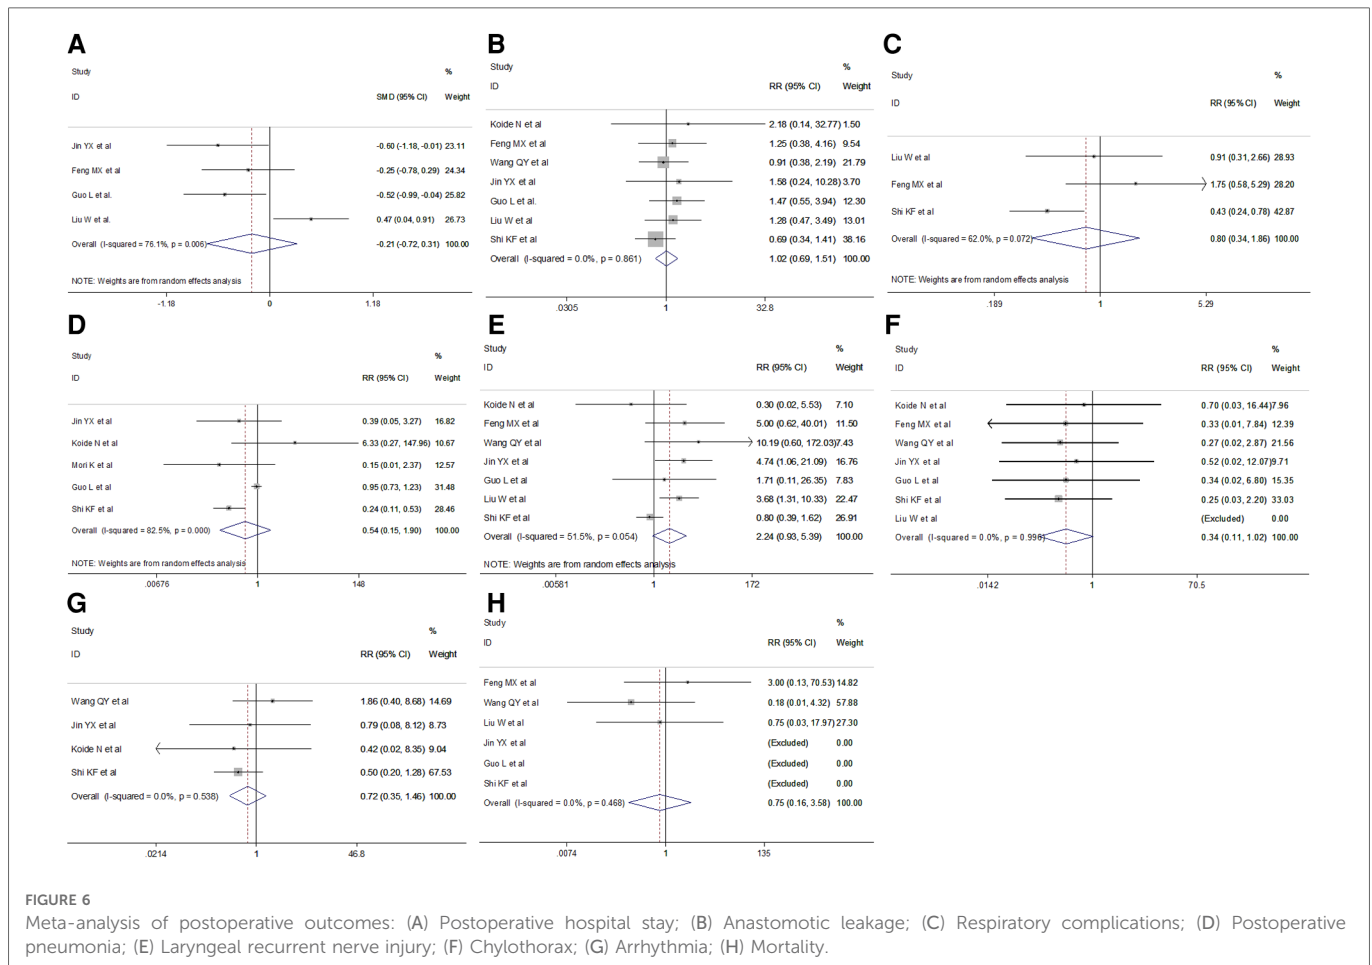 A
Study
%
ID
SMD (95% CI)
Weight
Jin YX et al
-0.60 (-1.18, -0.01) 23.11
Feng MX et al
-0.25 (-0.78, 0.29) 24.34
Guo L et al.
-0.52 (-0.99, -0.04) 25.82
Liu W et al.
0.47 (0.04, 0.91) 26.73
Overall (I-squared = 76.1%, p = 0.006)
-0.21 (-0.72, 0.31) 100.00
NOTE: Weights are from random effects analysis
-1.18 0 1.18
B
Study
%
ID
RR (95% CI)
Weight
Koide N et al
2.18 (0.14, 32.77) 1.50
Feng MX et al
1.25 (0.38, 4.16) 9.54
Wang QY et al
0.91 (0.38, 2.19) 21.79
Jin YX et al
1.58 (0.24, 10.28) 3.70
Guo L et al.
1.47 (0.55, 3.94) 12.30
Liu W et al
1.28 (0.47, 3.49) 13.01
Shi KF et al
0.69 (0.34, 1.41) 38.16
Overall (I-squared = 0.0%, p = 0.861)
1.02 (0.69, 1.51) 100.00
.0305 1 32.8
C
Study
%
ID
RR (95% CI)
Weight
Liu W et al
0.91 (0.31, 2.66) 28.93
Feng MX et al
1.75 (0.58, 5.29) 28.20
Shi KF et al
0.43 (0.24, 0.78) 42.87
Overall (I-squared = 62.0%, p = 0.072)
0.80 (0.34, 1.86) 100.00
NOTE: Weights are from random effects analysis
.189 1 5.29
D
Study
%
ID
RR (95% CI)
Weight
Jin YX et al
0.39 (0.05, 3.27) 16.82
Koide N et al
6.33 (0.27, 147.96) 10.67
Mori K et al
0.15 (0.01, 2.37) 12.57
Guo L et al
0.95 (0.73, 1.23) 31.48
Shi KF et al
0.24 (0.11, 0.53) 28.46
Overall (I-squared = 82.5%, p = 0.000)
0.54 (0.15, 1.90) 100.00
NOTE: Weights are from random effects analysis
.00676 1 148
E
Study
%
ID
RR (95% CI)
Weight
Koide N et al
0.30 (0.02, 5.53) 7.10
Feng MX et al
5.00 (0.62, 40.01) 11.50
Wang QY et al
10.19 (0.60, 172.03)7.43
Jin YX et al
4.74 (1.06, 21.09) 16.76
Guo L et al
1.71 (0.11, 26.35) 7.83
Liu W et al
3.68 (1.31, 10.33) 22.47
Shi KF et al
0.80 (0.39, 1.62) 26.91
Overall (I-squared = 51.5%, p = 0.054)
2.24 (0.93, 5.39) 100.00
NOTE: Weights are from random effects analysis
.00581 1 172
F
Study
%
ID
RR (95% CI)
Weight
Koide N et al
0.70 (0.03, 16.44)7.96
Feng MX et al
0.33 (0.01, 7.84) 12.39
Wang QY et al
0.27 (0.02, 2.87) 21.56
Jin YX et al
0.52 (0.02, 12.07)9.71
Guo L et al
0.34 (0.02, 6.80) 15.35
Shi KF et al
0.25 (0.03, 2.20) 33.03
Liu W et al
(Excluded) 0.00
Overall (I-squared = 0.0%, p = 0.996)
0.34 (0.11, 1.02) 100.00
.0142 1 70.5
G
Study
%
ID
RR (95% CI)
Weight
Wang QY et al
1.86 (0.40, 8.68) 14.69
Jin YX et al
0.79 (0.08, 8.12) 8.73
Koide N et al
0.42 (0.02, 8.35) 9.04
Shi KF et al
0.50 (0.20, 1.28) 67.53
Overall (I-squared = 0.0%, p = 0.538)
0.72 (0.35, 1.46) 100.00
.0214 1 46.8
H
Study
%
ID
RR (95% CI)
Weight
Feng MX et al
3.00 (0.13, 70.53) 14.82
Wang QY et al
0.18 (0.01, 4.32) 57.88
Liu W et al
0.75 (0.03, 17.97) 27.30
Jin YX et al
(Excluded) 0.00
Guo L et al
(Excluded) 0.00
Shi KF et al
(Excluded) 0.00
Overall (I-squared = 0.0%, p = 0.468)
0.75 (0.16, 3.58) 100.00
.0074 1 135
FIGURE 6
Meta-analysis of postoperative outcomes: (A) Postoperative hospital stay; (B) Anastomotic leakage; (C) Respiratory complications; (D) Postoperative
pneumonia; (E) Laryngeal recurrent nerve injury; (F) Chylothorax; (G) Arrhythmia; (H) Mortality.